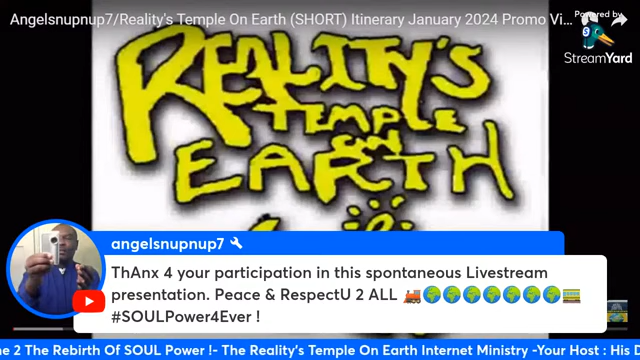 Angelsnupnup7/Reality's Temple On Earth (SHORT) Itinerary January 2024 Promo Vi...
Powered by
StreamYard
REALITY'S
TEMPLE
ON
EARTH
angelsnupnup7
ThAnx 4 your participation in this spontaneous Livestream
presentation. Peace & RespectU 2 ALL 🚂🌍🌍🌍🌍🌍🌍🌍🚃
#SOULPower4Ever !
e 2 The Rebirth Of SOUL Power !- The Reality's Temple On Earth Internet Ministry -Your Host : His D